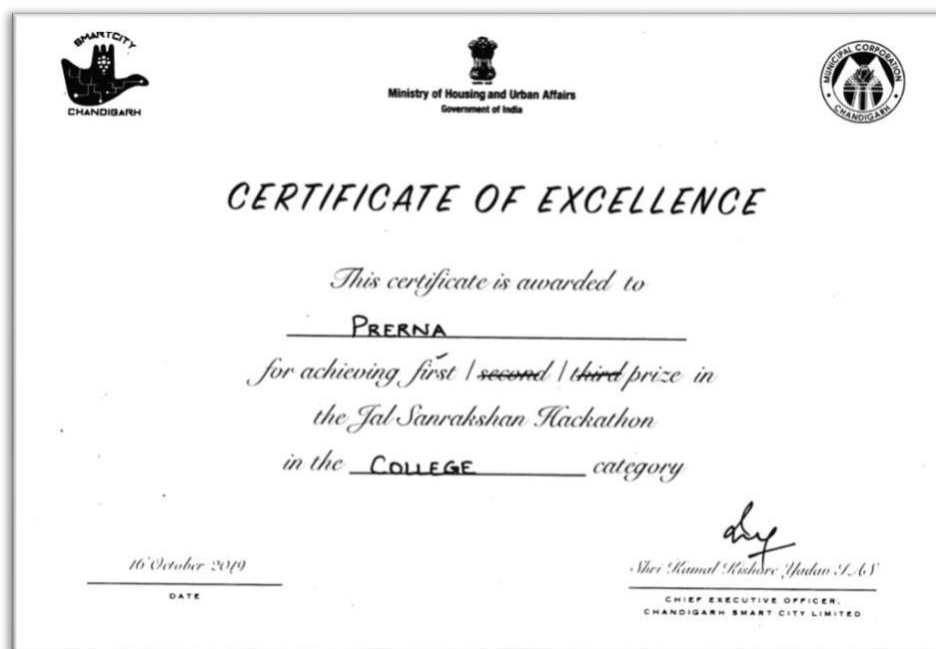 SMARTCITY
CHANDIGARH
Ministry of Housing and Urban Affairs
Government of India
MUNICIPAL CORPORATION
CHANDIGARH
CERTIFICATE OF EXCELLENCE
This certificate is awarded to
PRERNA
for achieving first / second / third prize in
the Jal Sanrakshan Hackathon
in the COLLEGE category
16 October 2019
DATE
Shri Kamal Kishore Yadav I.A.S
CHIEF EXECUTIVE OFFICER,
CHANDIGARH SMART CITY LIMITED